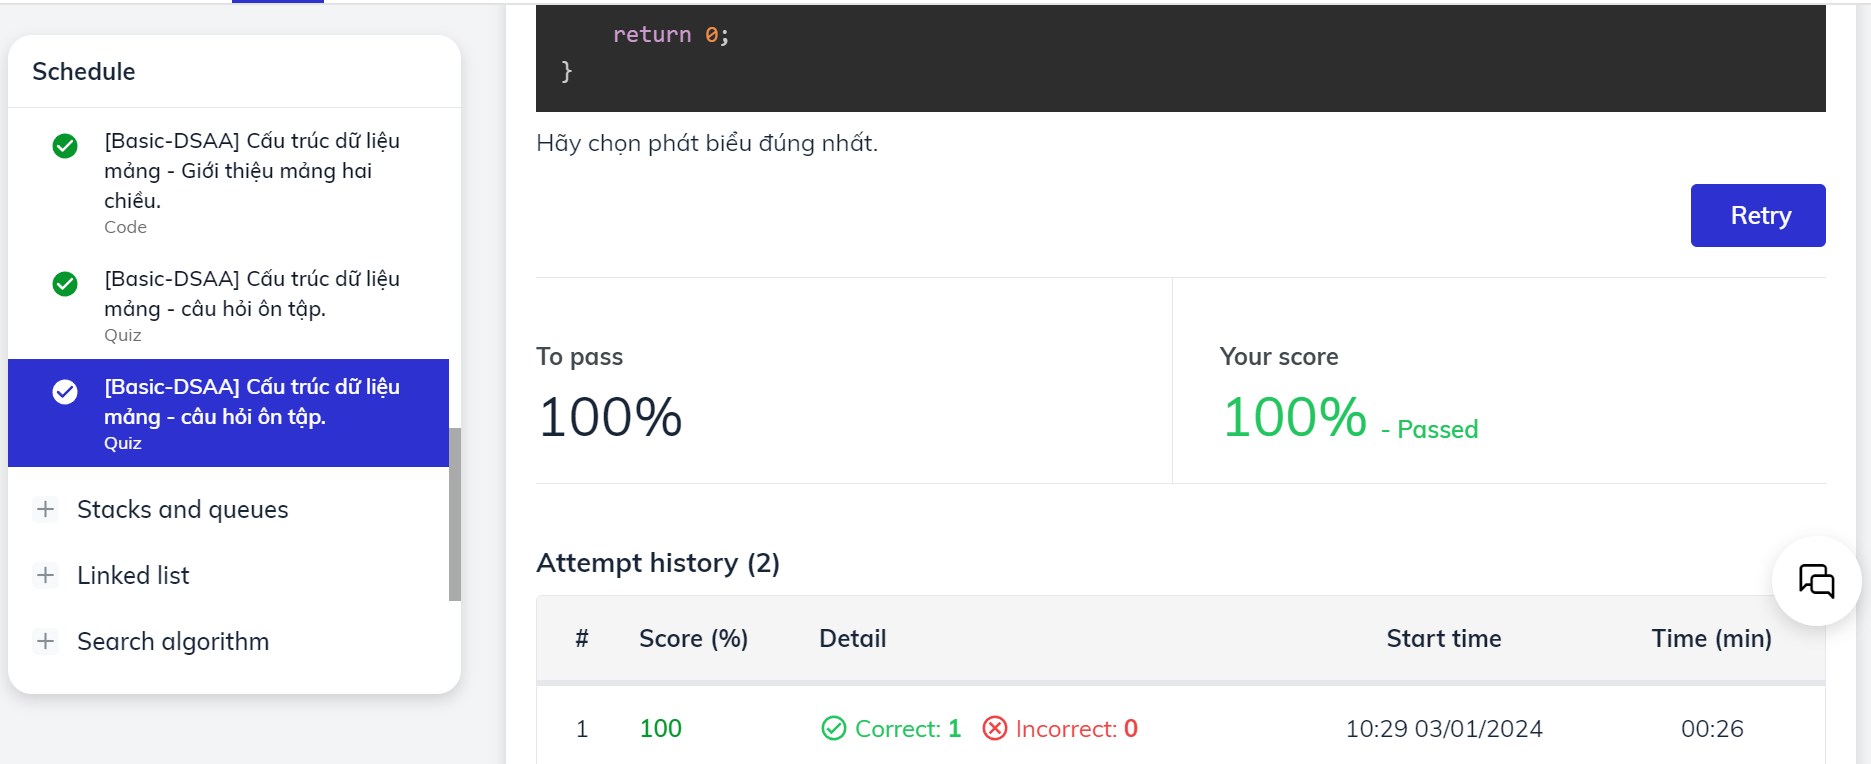 Schedule
[Basic-DSAA] Cấu trúc dữ liệu
mảng - Giới thiệu mảng hai
chiều.
Code
[Basic-DSAA] Cấu trúc dữ liệu
mảng - câu hỏi ôn tập.
Quiz
[Basic-DSAA] Cấu trúc dữ liệu
mảng - câu hỏi ôn tập.
Quiz
Stacks and queues
Linked list
Search algorithm
return 0;
}
Hãy chọn phát biểu đúng nhất.
Retry
To pass
100%
Your score
100% - Passed
Attempt history (2)
# Score (%) Detail Start time Time (min)
1 100 Correct: 1 Incorrect: 0 10:29 03/01/2024 00:26